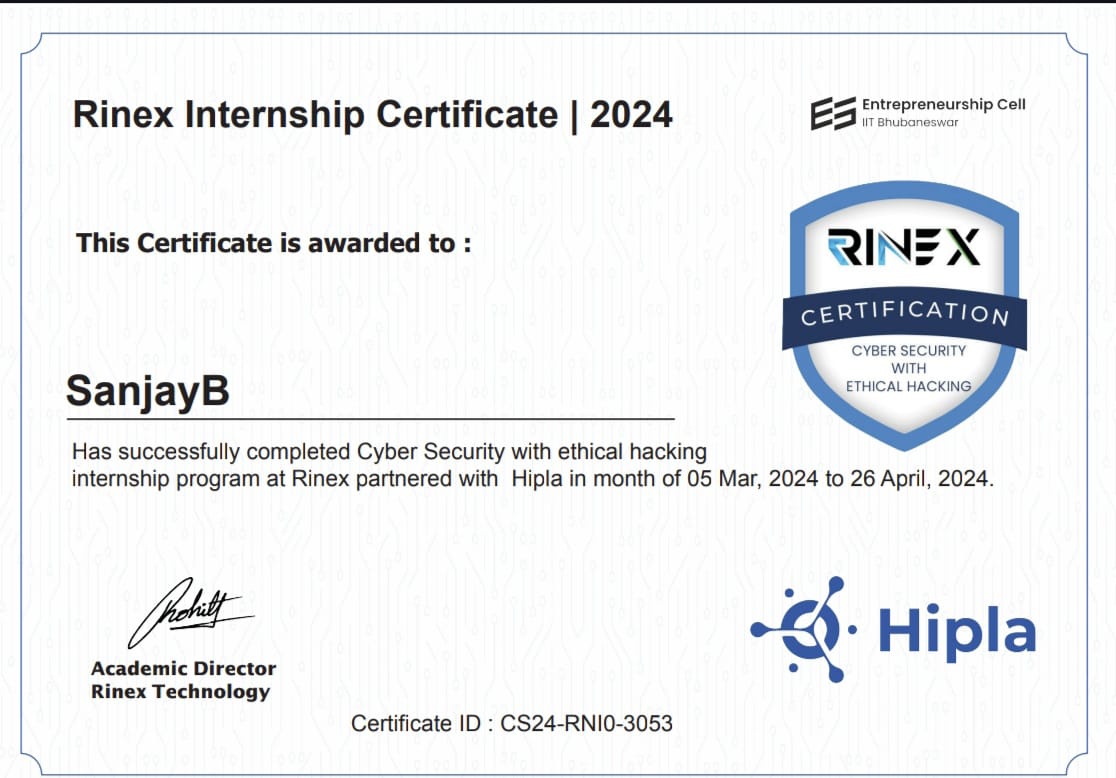 Rinex Internship Certificate | 2024
Entrepreneurship Cell
IIT Bhubaneswar
This Certificate is awarded to :
RINEX
CERTIFICATION
CYBER SECURITY
WITH
ETHICAL HACKING
SanjayB
Has successfully completed Cyber Security with ethical hacking
internship program at Rinex partnered with  Hipla in month of 05 Mar, 2024 to 26 April, 2024.
Hipla
Academic Director
Rinex Technology
Certificate ID : CS24-RNI0-3053